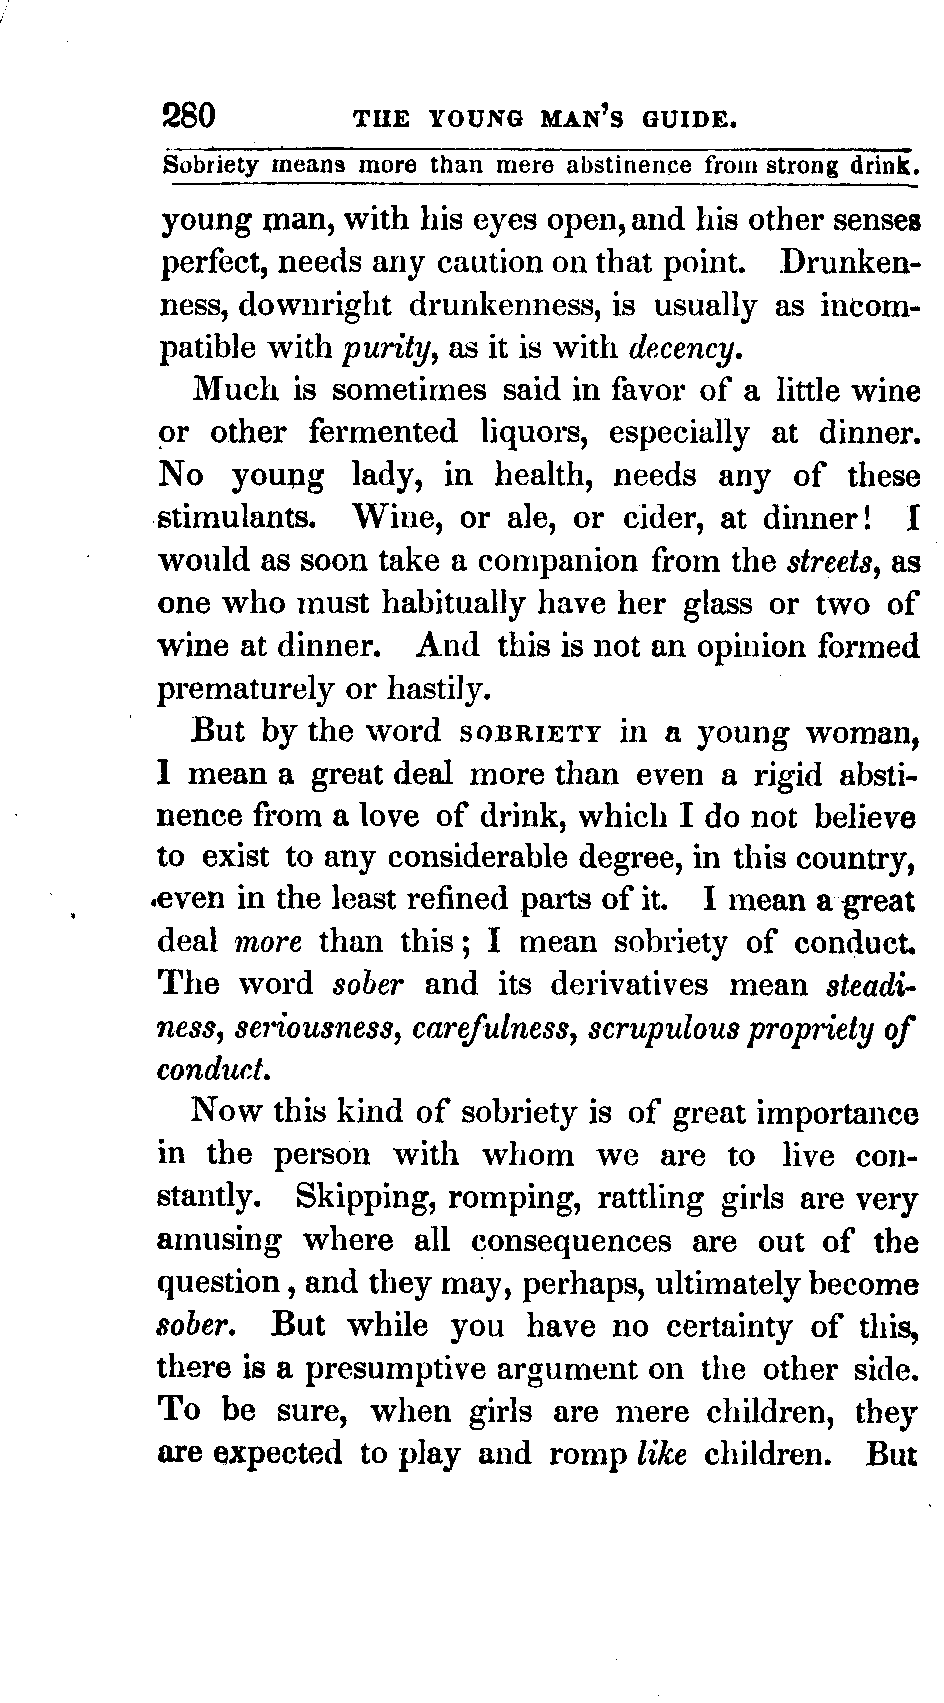 280 THE YOUNG MAN'S GUIDE.
Sobriety means more than mere abstinence from strong drink.
young man, with his eyes open, and his other senses
perfect, needs any caution on that point. Drunken-
ness, downright drunkenness, is usually as incom-
patible with purity, as it is with decency.
Much is sometimes said in favor of a little wine
or other fermented liquors, especially at dinner.
No young lady, in health, needs any of these
stimulants. Wine, or ale, or cider, at dinner! I
would as soon take a companion from the streets, as
one who must habitually have her glass or two of
wine at dinner. And this is not an opinion formed
prematurely or hastily.
But by the word SOBRIETY in a young woman,
I mean a great deal more than even a rigid absti-
nence from a love of drink, which I do not believe
to exist to any considerable degree, in this country,
even in the least refined parts of it. I mean a great
deal more than this; I mean sobriety of conduct.
The word sober and its derivatives mean steadi-
ness, seriousness, carefulness, scrupulous propriety of
conduct.
Now this kind of sobriety is of great importance
in the person with whom we are to live con-
stantly. Skipping, romping, rattling girls are very
amusing where all consequences are out of the
question, and they may, perhaps, ultimately become
sober. But while you have no certainty of this,
there is a presumptive argument on the other side.
To be sure, when girls are mere children, they
are expected to play and romp like children. But